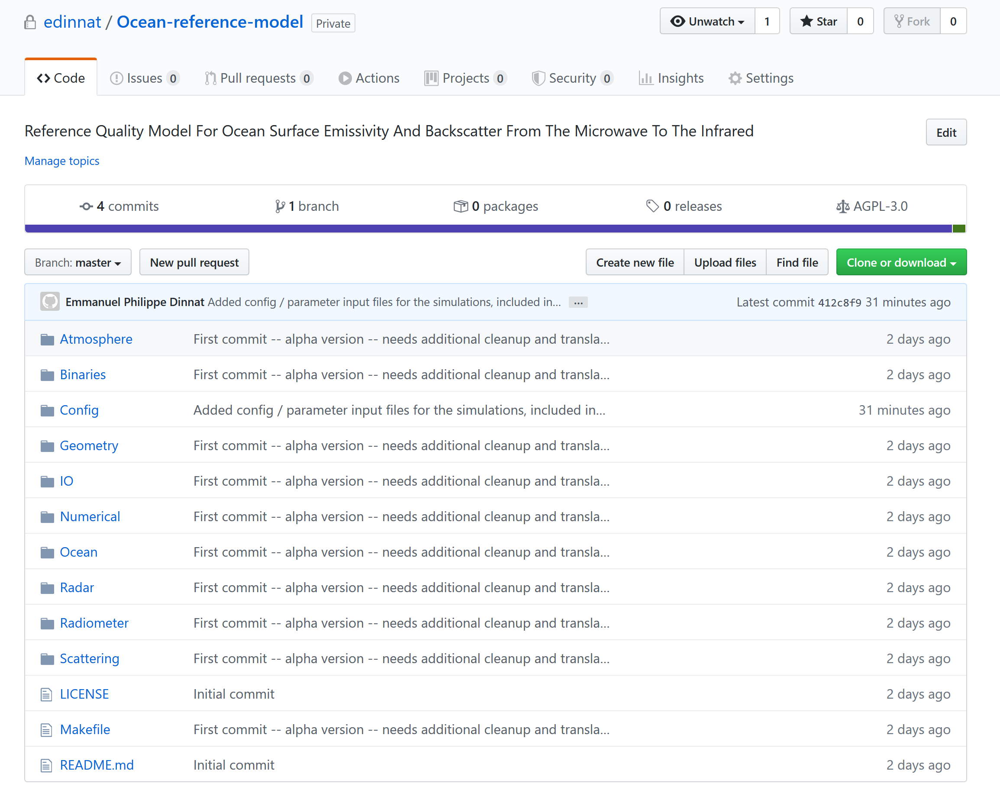 edinnat / Ocean-reference-model Private Unwatch 1 Star 0 Fork 0
Code Issues 0 Pull requests 0 Actions Projects 0 Security 0 Insights Settings
Reference Quality Model For Ocean Surface Emissivity And Backscatter From The Microwave To The Infrared Edit
Manage topics
4 commits 1 branch 0 packages 0 releases AGPL-3.0
Branch: master New pull request Create new file Upload files Find file Clone or download
Emmanuel Philippe Dinnat Added config / parameter input files for the simulations, included in... ... Latest commit 412c8f9 31 minutes ago
Atmosphere First commit -- alpha version -- needs additional cleanup and transla... 2 days ago
Binaries First commit -- alpha version -- needs additional cleanup and transla... 2 days ago
Config Added config / parameter input files for the simulations, included in... 31 minutes ago
Geometry First commit -- alpha version -- needs additional cleanup and transla... 2 days ago
IO First commit -- alpha version -- needs additional cleanup and transla... 2 days ago
Numerical First commit -- alpha version -- needs additional cleanup and transla... 2 days ago
Ocean First commit -- alpha version -- needs additional cleanup and transla... 2 days ago
Radar First commit -- alpha version -- needs additional cleanup and transla... 2 days ago
Radiometer First commit -- alpha version -- needs additional cleanup and transla... 2 days ago
Scattering First commit -- alpha version -- needs additional cleanup and transla... 2 days ago
LICENSE Initial commit 2 days ago
Makefile First commit -- alpha version -- needs additional cleanup and transla... 2 days ago
README.md Initial commit 2 days ago